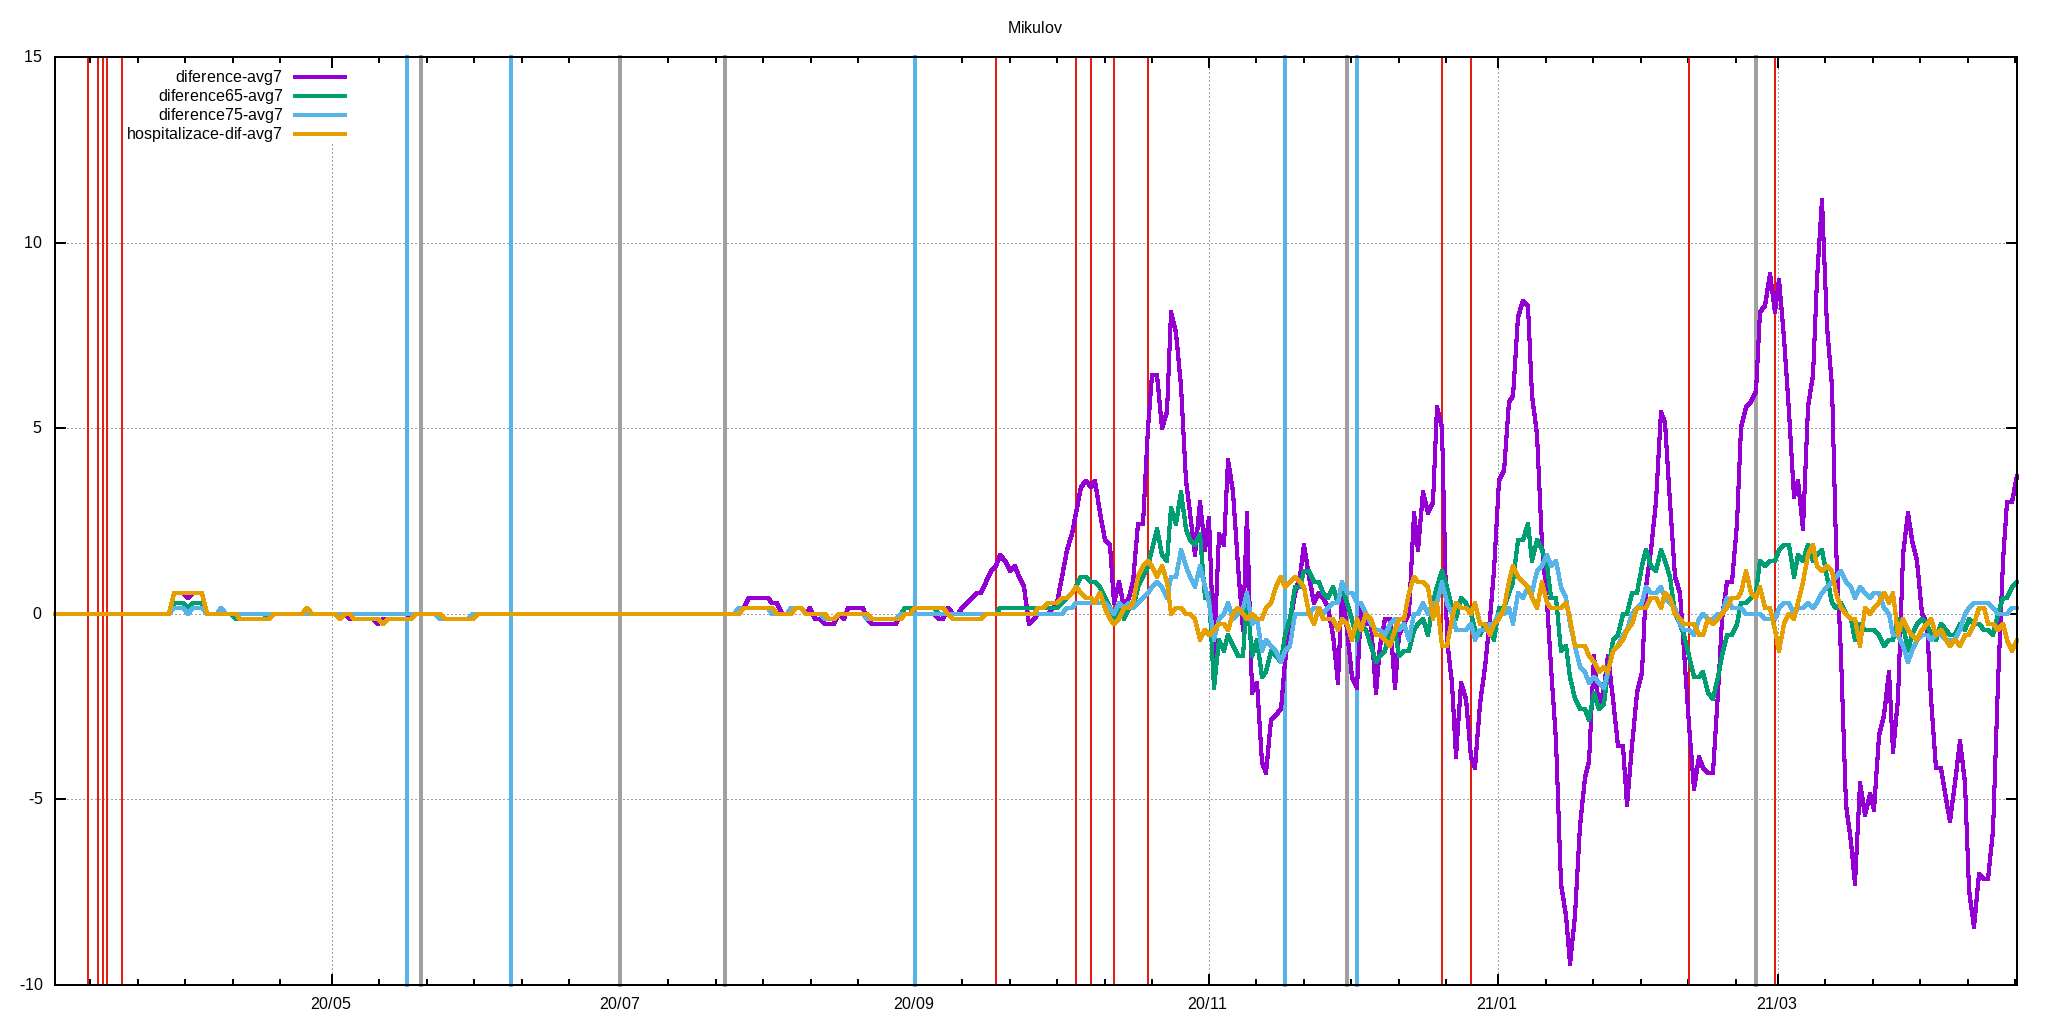 Mikulov
15
10
5
0
-5
-10
diference-avg7
diference65-avg7
diference75-avg7
hospitalizace-dif-avg7
20/05
20/07
20/09
20/11
21/01
21/03